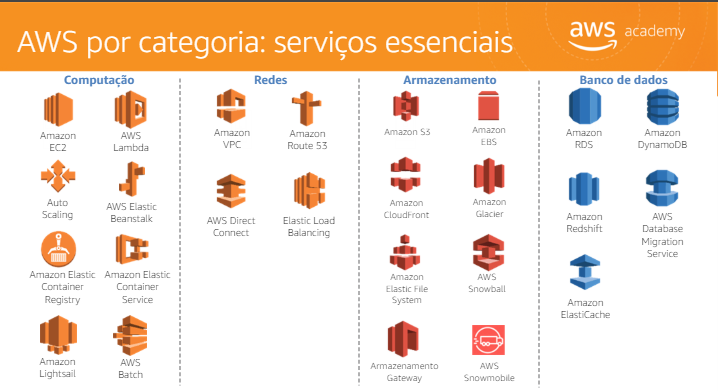 AWS por categoria: serviços essenciais
aws academy
Computação
Redes
Armazenamento
Banco de dados
Amazon
EC2
AWS
Lambda
Amazon
VPC
Amazon
Route 53
Amazon S3
Amazon
EBS
Amazon
RDS
Amazon
DynamoDB
Auto
Scaling
AWS Elastic
Beanstalk
AWS Direct
Connect
Elastic Load
Balancing
Amazon
CloudFront
Amazon
Glacier
Amazon
Redshift
AWS
Database
Migration
Service
Amazon Elastic
Container
Registry
Amazon Elastic
Container
Service
Amazon
Elastic File
System
AWS
Snowball
Amazon
ElastiCache
Amazon
Lightsail
AWS
Batch
Armazenamento
Gateway
AWS
Snowmobile